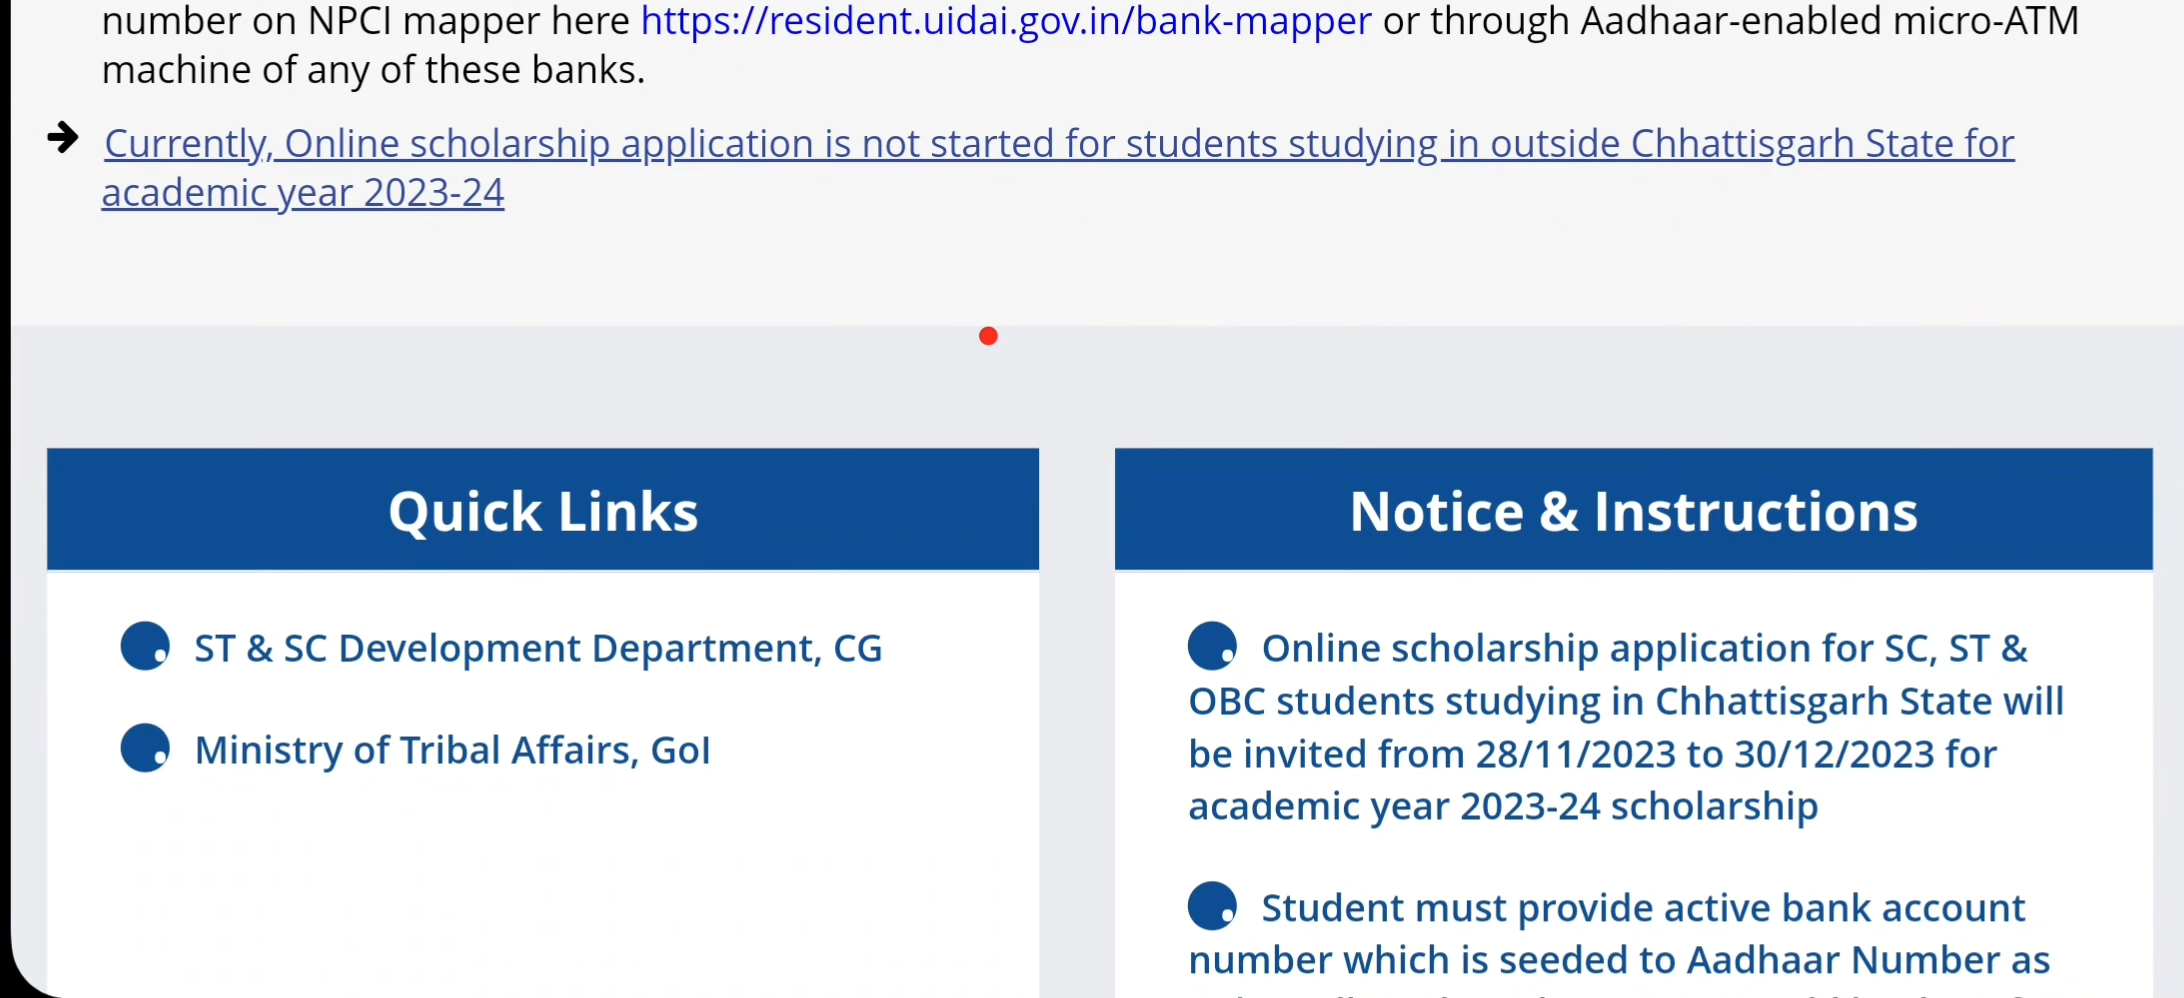 number on NPCI mapper here https://resident.uidai.gov.in/bank-mapper or through Aadhaar-enabled micro-ATM
machine of any of these banks.
Currently, Online scholarship application is not started for students studying in outside Chhattisgarh State for
academic year 2023-24
Quick Links
ST & SC Development Department, CG
Ministry of Tribal Affairs, GoI
Notice & Instructions
Online scholarship application for SC, ST &
OBC students studying in Chhattisgarh State will
be invited from 28/11/2023 to 30/12/2023 for
academic year 2023-24 scholarship
Student must provide active bank account
number which is seeded to Aadhaar Number as